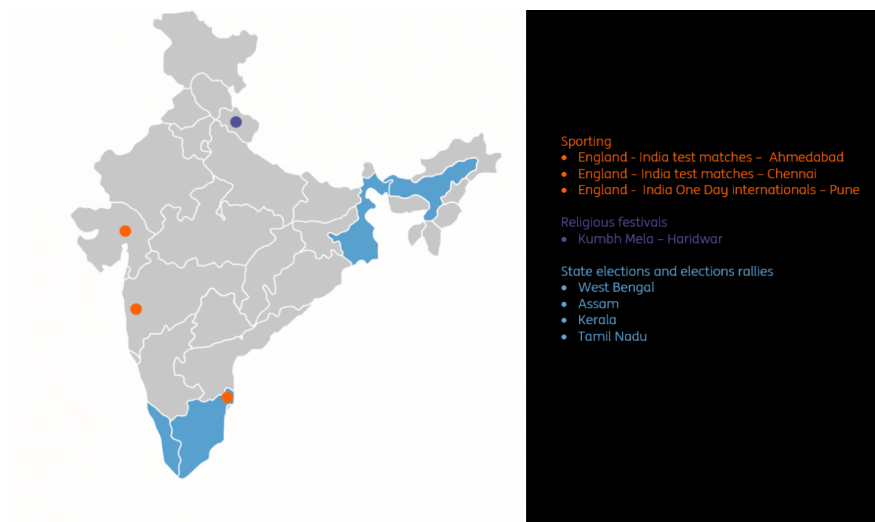 Sporting
• England - India test matches – Ahmedabad
• England – India test matches – Chennai
• England - India One Day internationals – Pune
Religious festivals
• Kumbh Mela – Haridwar
State elections and elections rallies
• West Bengal
• Assam
• Kerala
• Tamil Nadu